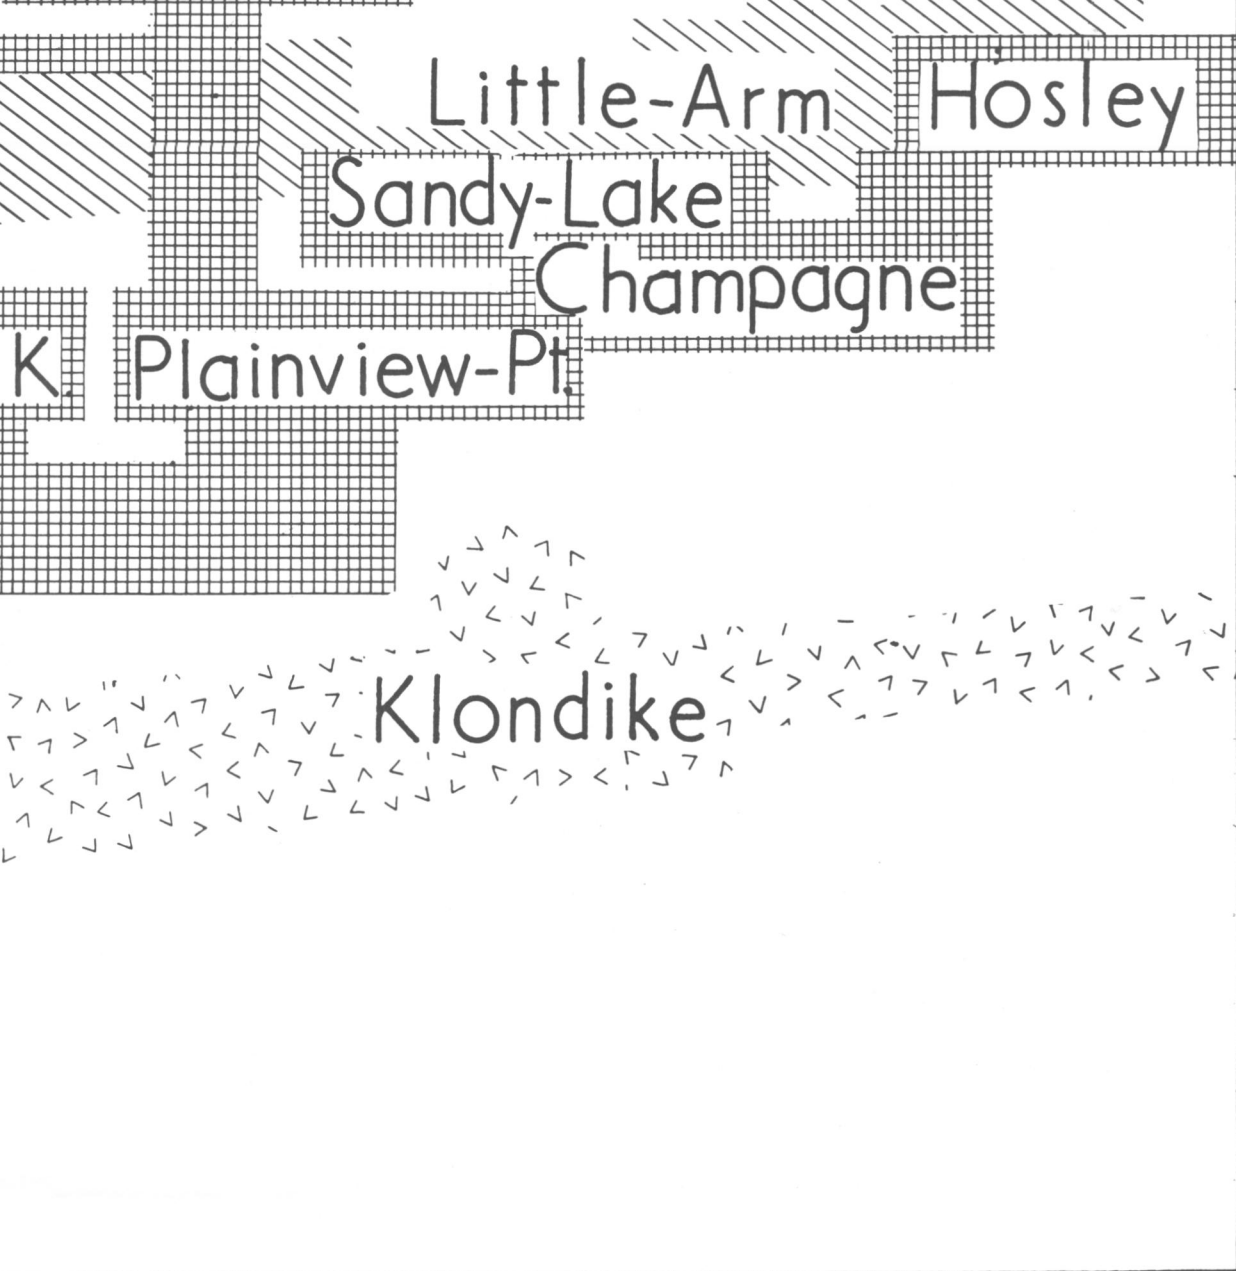 Little-Arm
Hosley
Sandy-Lake
Champagne
K.
Plainview-Pt.
Klondike